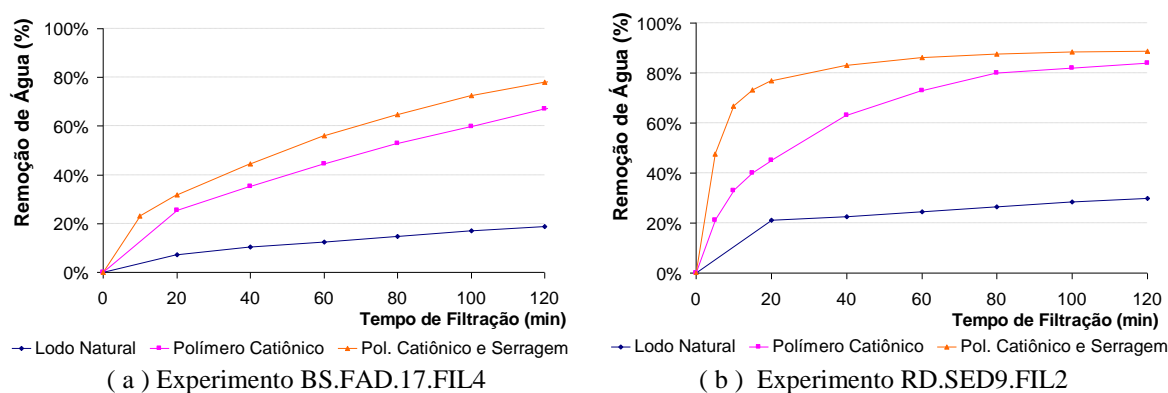 Remoção de Água (%)
100%
80%
60%
40%
20%
0%
0 20 40 60 80 100 120
Tempo de Filtração (min)
Lodo Natural Polímero Catiônico Pol. Catiônico e Serragem
( a ) Experimento BS.FAD.17.FIL4
Remoção de Água (%)
100%
80%
60%
40%
20%
0%
0 20 40 60 80 100 120
Tempo de Filtração (min)
Lodo Natural Polímero Catiônico Pol. Catiônico e Serragem
( b ) Experimento RD.SED9.FIL2